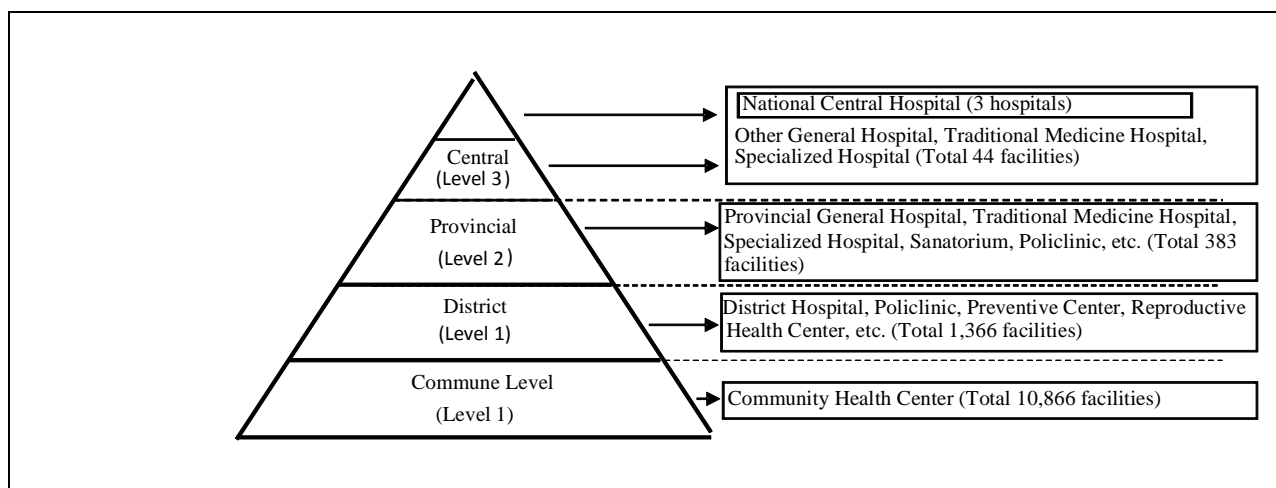 National Central Hospital (3 hospitals)
Other General Hospital, Traditional Medicine Hospital,
Specialized Hospital (Total 44 facilities)
Central
(Level 3)
Provincial General Hospital, Traditional Medicine Hospital,
Specialized Hospital, Sanatorium, Policlinic, etc. (Total 383
facilities)
Provincial
(Level 2)
District Hospital, Policlinic, Preventive Center, Reproductive
Health Center, etc. (Total 1,366 facilities)
District
(Level 1)
Commune Level
(Level 1)
Community Health Center (Total 10,866 facilities)